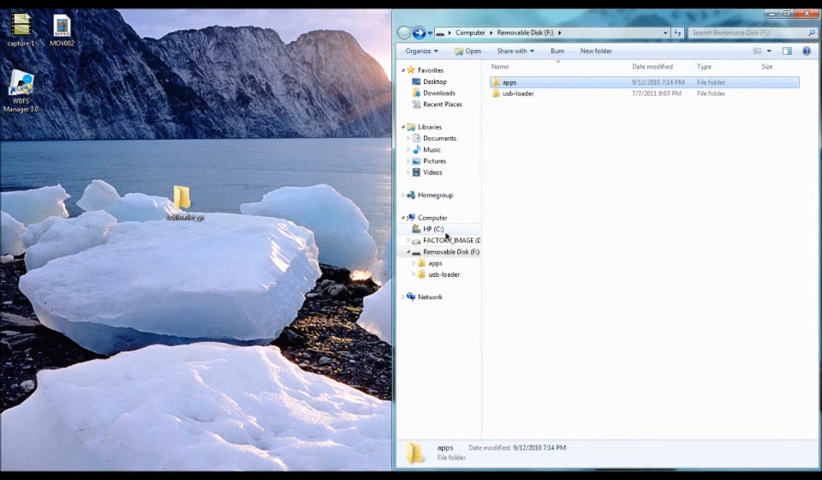 capture-1
MOV002
WBFS
Manager 3.0
Computer
Removable Disk (F:)
Search Removable Disk (F:)
Organize
Open
Share with
Burn
New folder
Favorites
Desktop
Downloads
Recent Places
Libraries
Documents
Music
Pictures
Videos
Homegroup
Computer
HP (C:)
FACTORY_IMAGE (D
Removable Disk (F:)
apps
usb-loader
Network
Name
Date modified
Type
Size
apps
9/12/2010 7:14 PM
File folder
usb-loader
7/7/2011 9:03 PM
File folder
apps
Date modified: 9/12/2010 7:14 PM
File folder